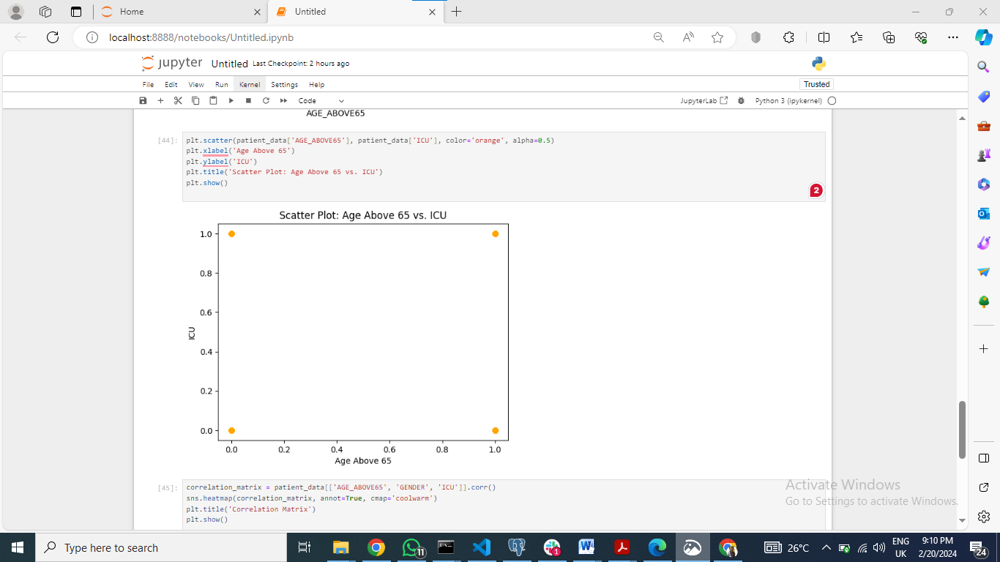 Home
Untitled
localhost:8888/notebooks/Untitled.ipynb
jupyter Untitled Last Checkpoint: 2 hours ago
File Edit View Run Kernel Settings Help
Trusted
Code
JupyterLab
Python 3 (ipykernel)
AGE_ABOVE65
[44]:
plt.scatter(patient_data['AGE_ABOVE65'], patient_data['ICU'], color='orange', alpha=0.5)
plt.xlabel('Age Above 65')
plt.ylabel('ICU')
plt.title('Scatter Plot: Age Above 65 vs. ICU')
plt.show()
2
Scatter Plot: Age Above 65 vs. ICU
1.0
0.8
0.6
0.4
0.2
0.0
ICU
0.0 0.2 0.4 0.6 0.8 1.0
Age Above 65
[45]:
correlation_matrix = patient_data[['AGE_ABOVE65', 'GENDER', 'ICU']].corr()
sns.heatmap(correlation_matrix, annot=True, cmap='coolwarm')
plt.title('Correlation Matrix')
plt.show()
Activate Windows
Go to Settings to activate Windows.
Type here to search
11
1
26°C
ENG
UK
9:10 PM
2/20/2024
24